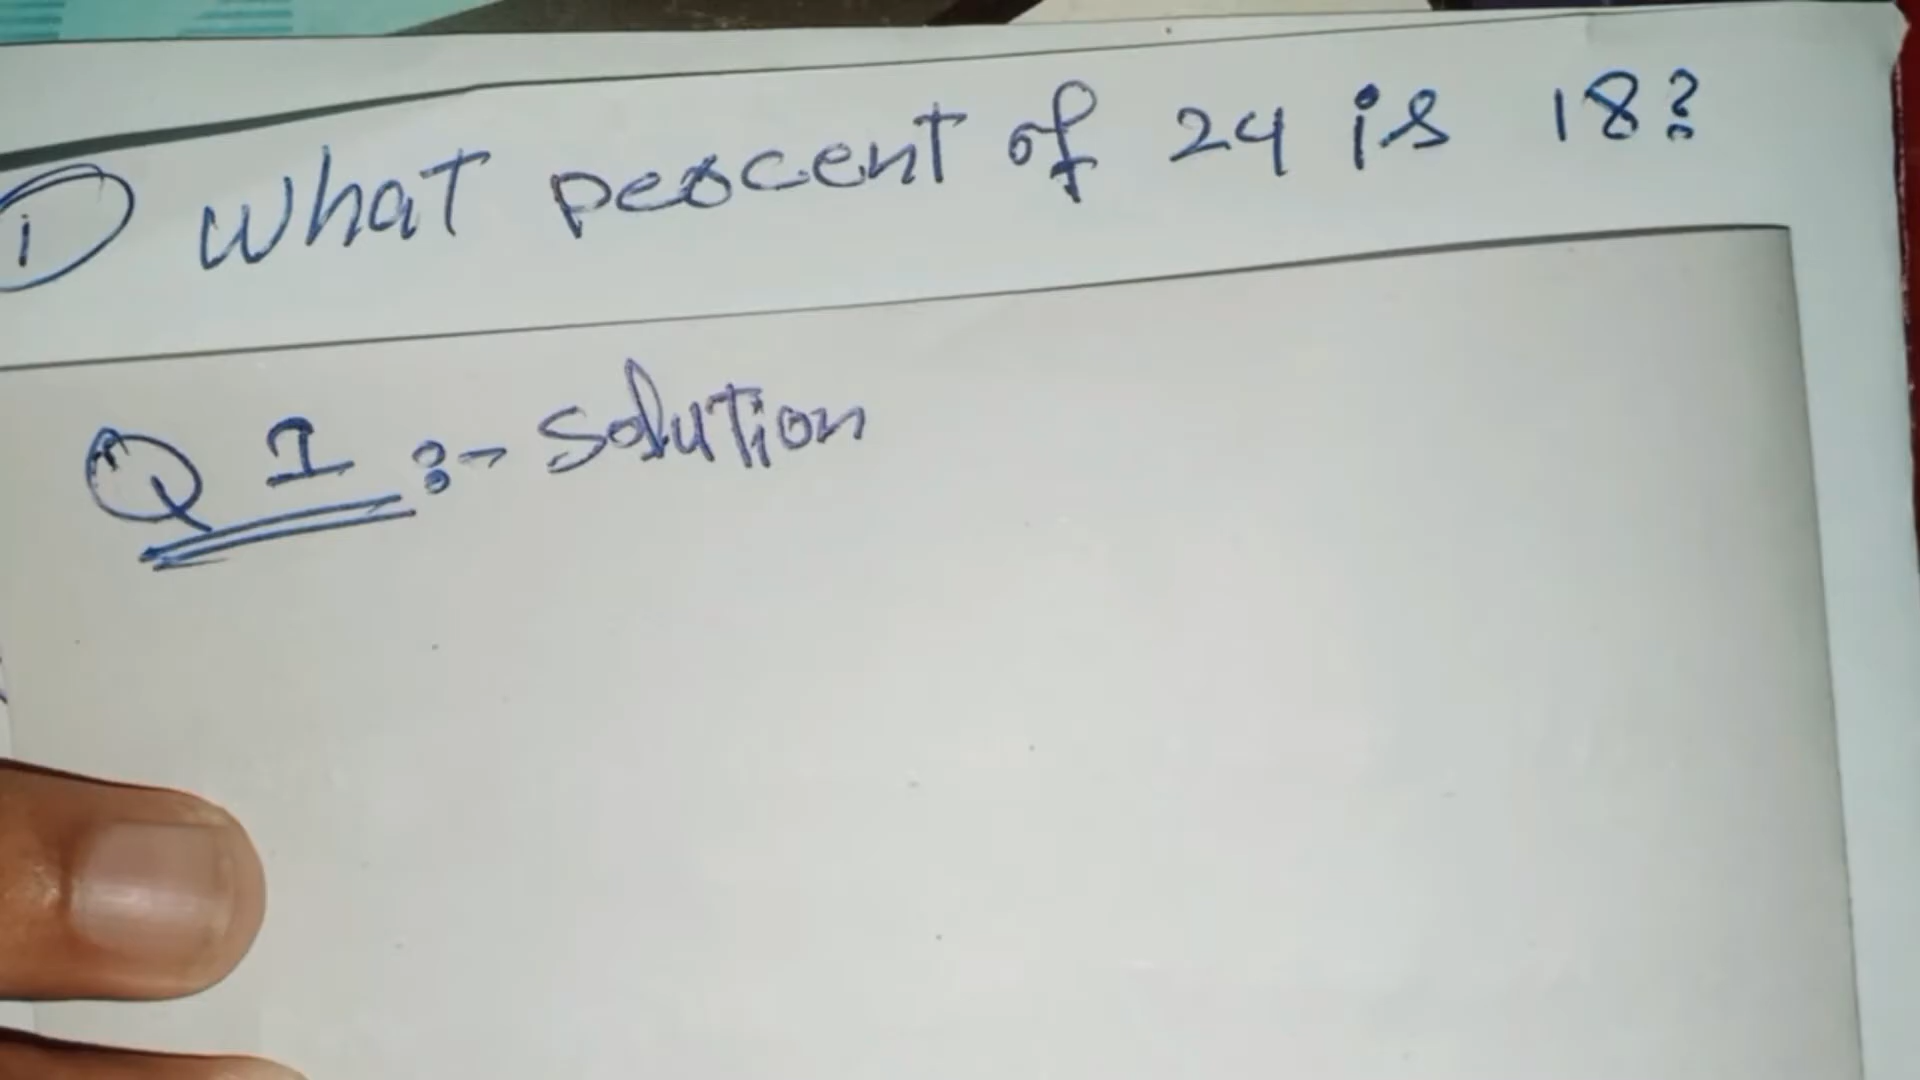 ① What percent of 24 is 18?
Q 1 :- Solution